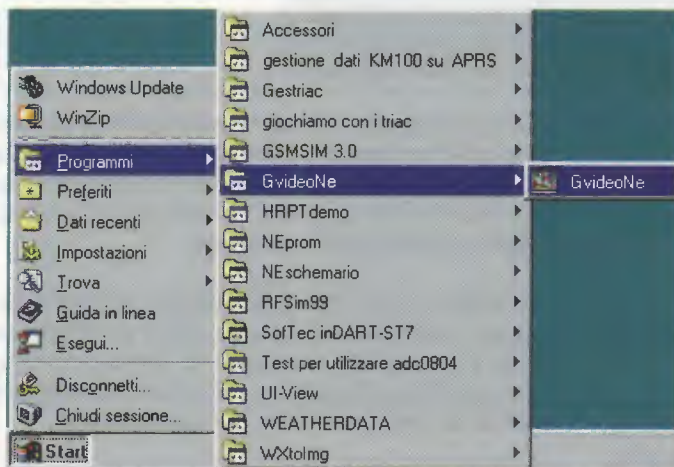 Windows Update
WinZip
Programmi
Preferiti
Dati recenti
Impostazioni
Trova
Guida in linea
Esegui...
Disconnetti...
Chiudi sessione...
Start
Accessori
gestione dati KM100 su APRS
Gestriac
giochiamo con i triac
GSMSIM 3.0
GvideoNe
HRPT demo
NEprom
NEschemario
RFSim99
SofTec inDART-ST7
Test per utilizzare adc0804
UI-View
WEATHERDATA
WXtoImg
GvideoNe